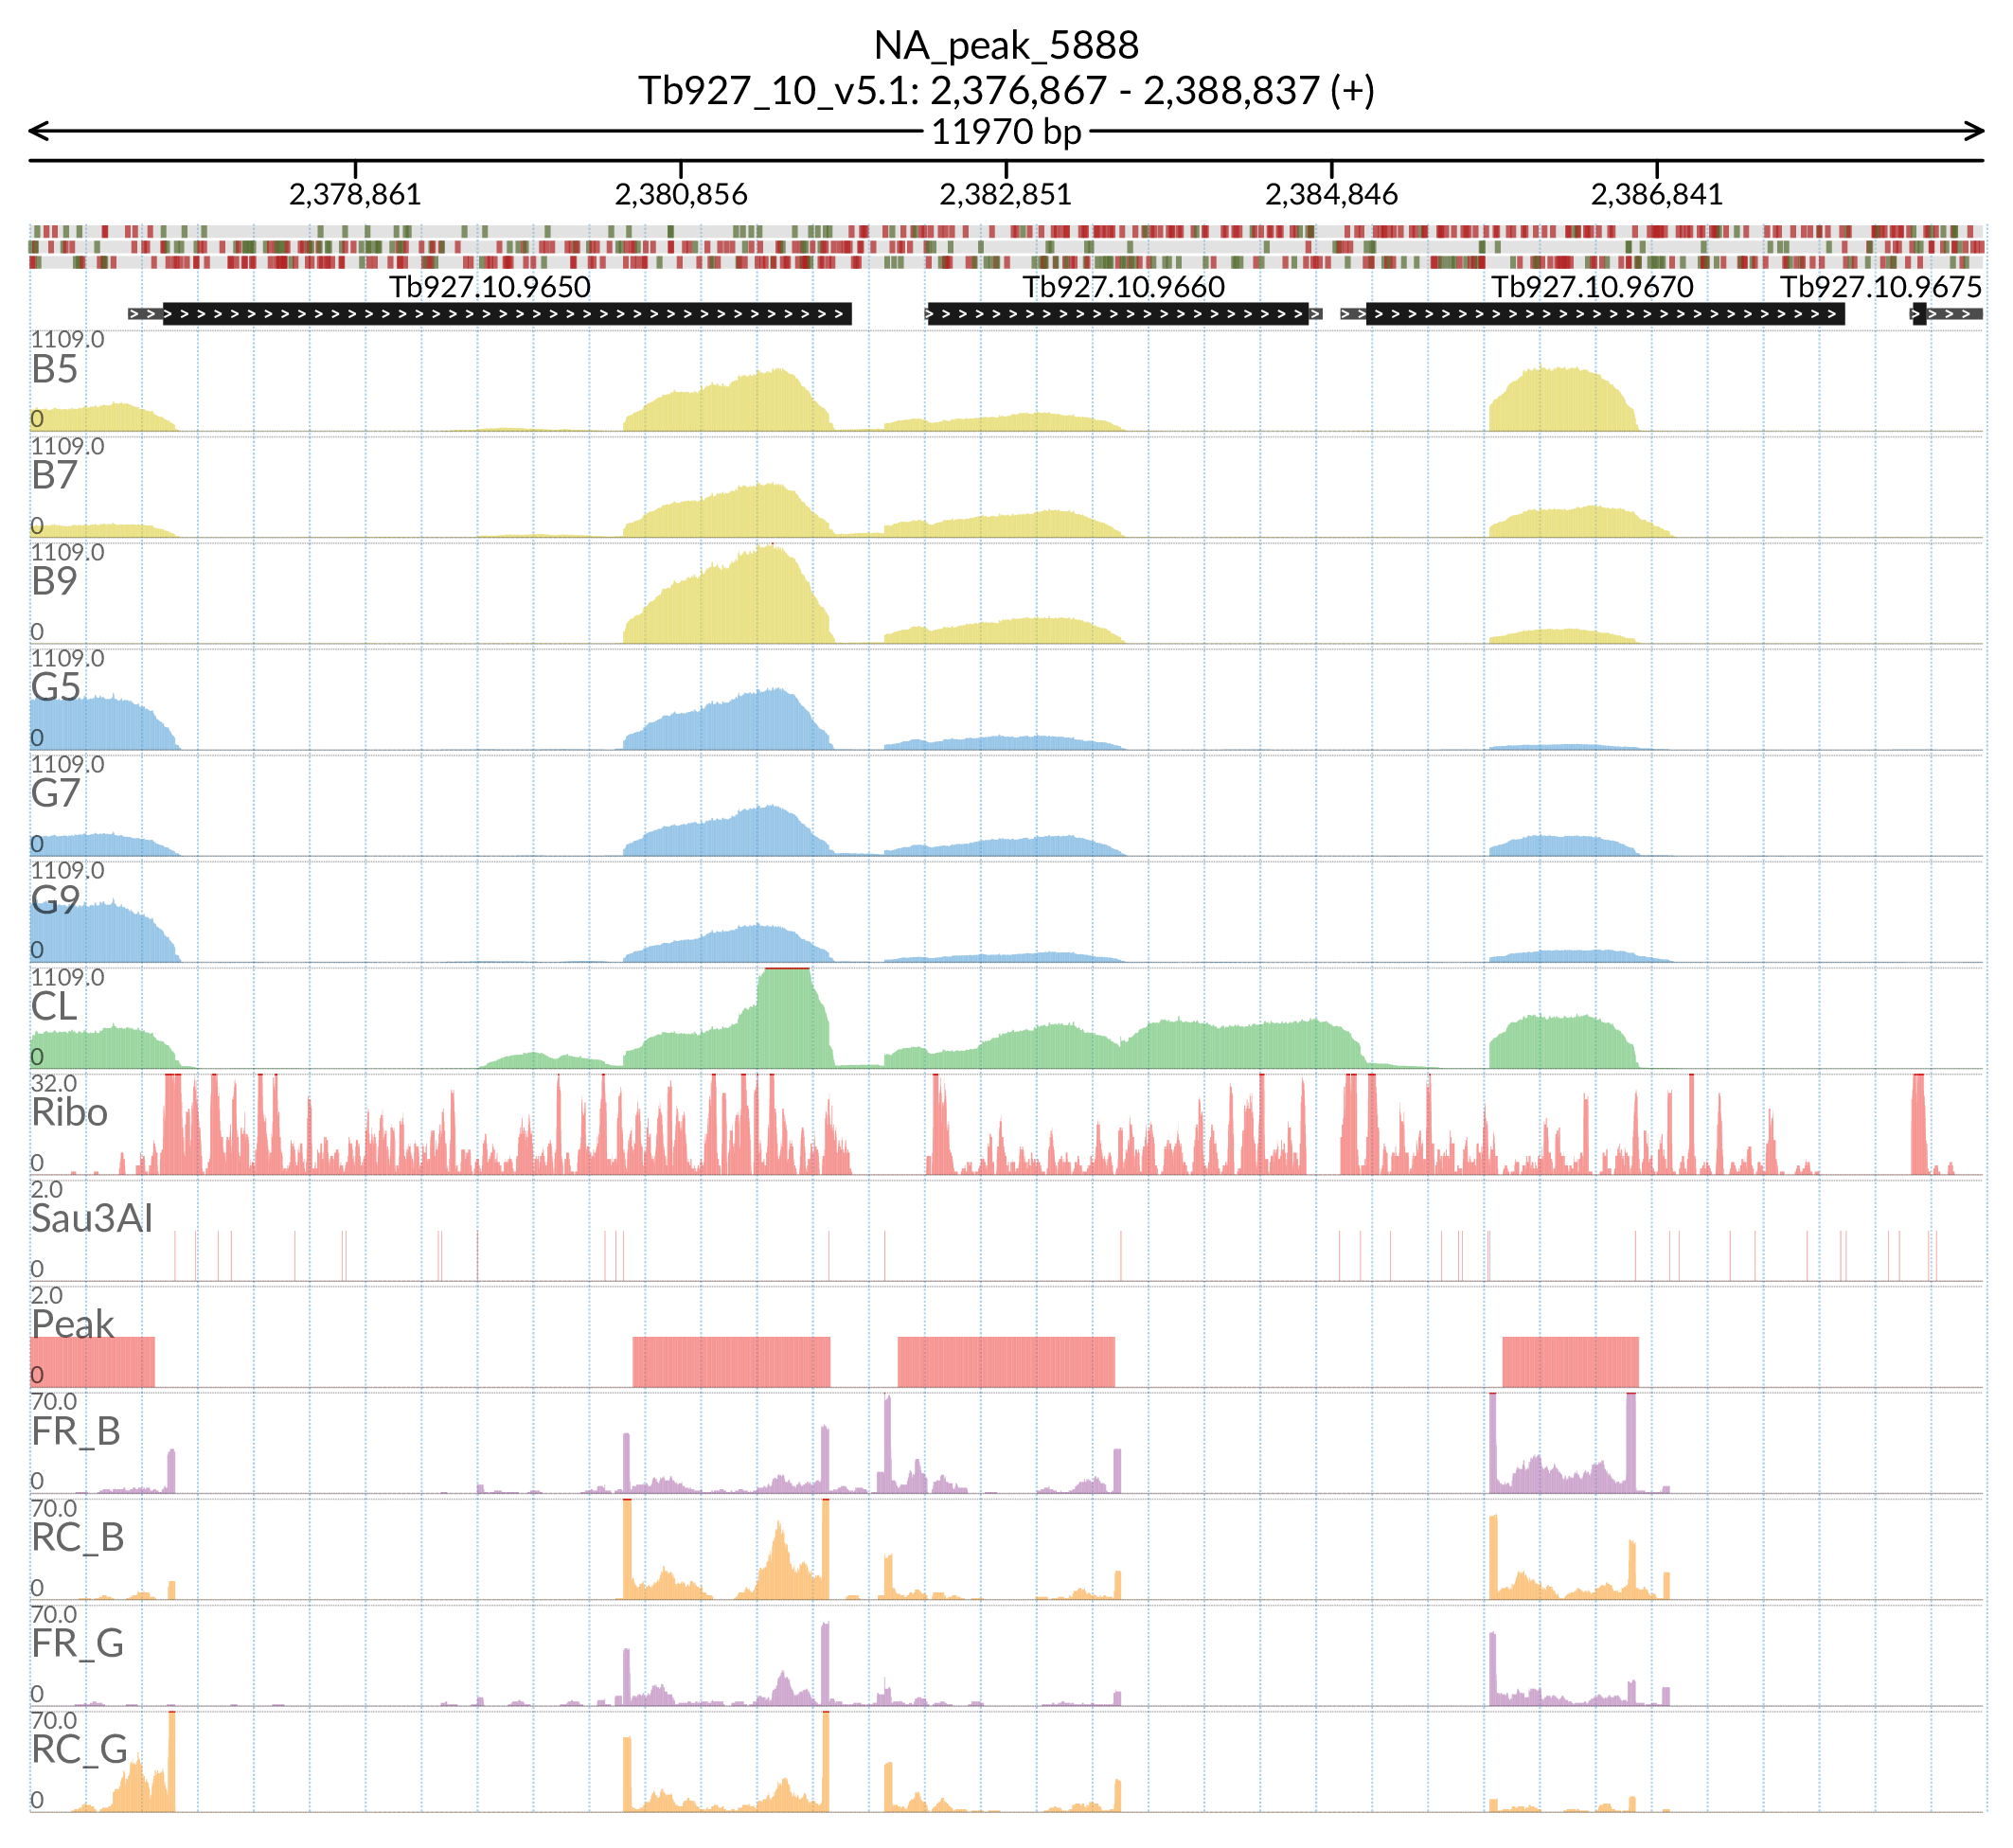 NA_peak_5888
Tb927_10_v5.1: 2,376,867 - 2,388,837 (+)
11970 bp
2,378,861 2,380,856 2,382,851 2,384,846 2,386,841
Tb927.10.9650 Tb927.10.9660 Tb927.10.9670 Tb927.10.9675
1109.0
B5
0
1109.0
B7
0
1109.0
B9
0
1109.0
G5
0
1109.0
G7
0
1109.0
G9
0
1109.0
CL
0
32.0
Ribo
0
2.0
Sau3AI
0
2.0
Peak
0
70.0
FR_B
0
70.0
RC_B
0
70.0
FR_G
0
70.0
RC_G
0